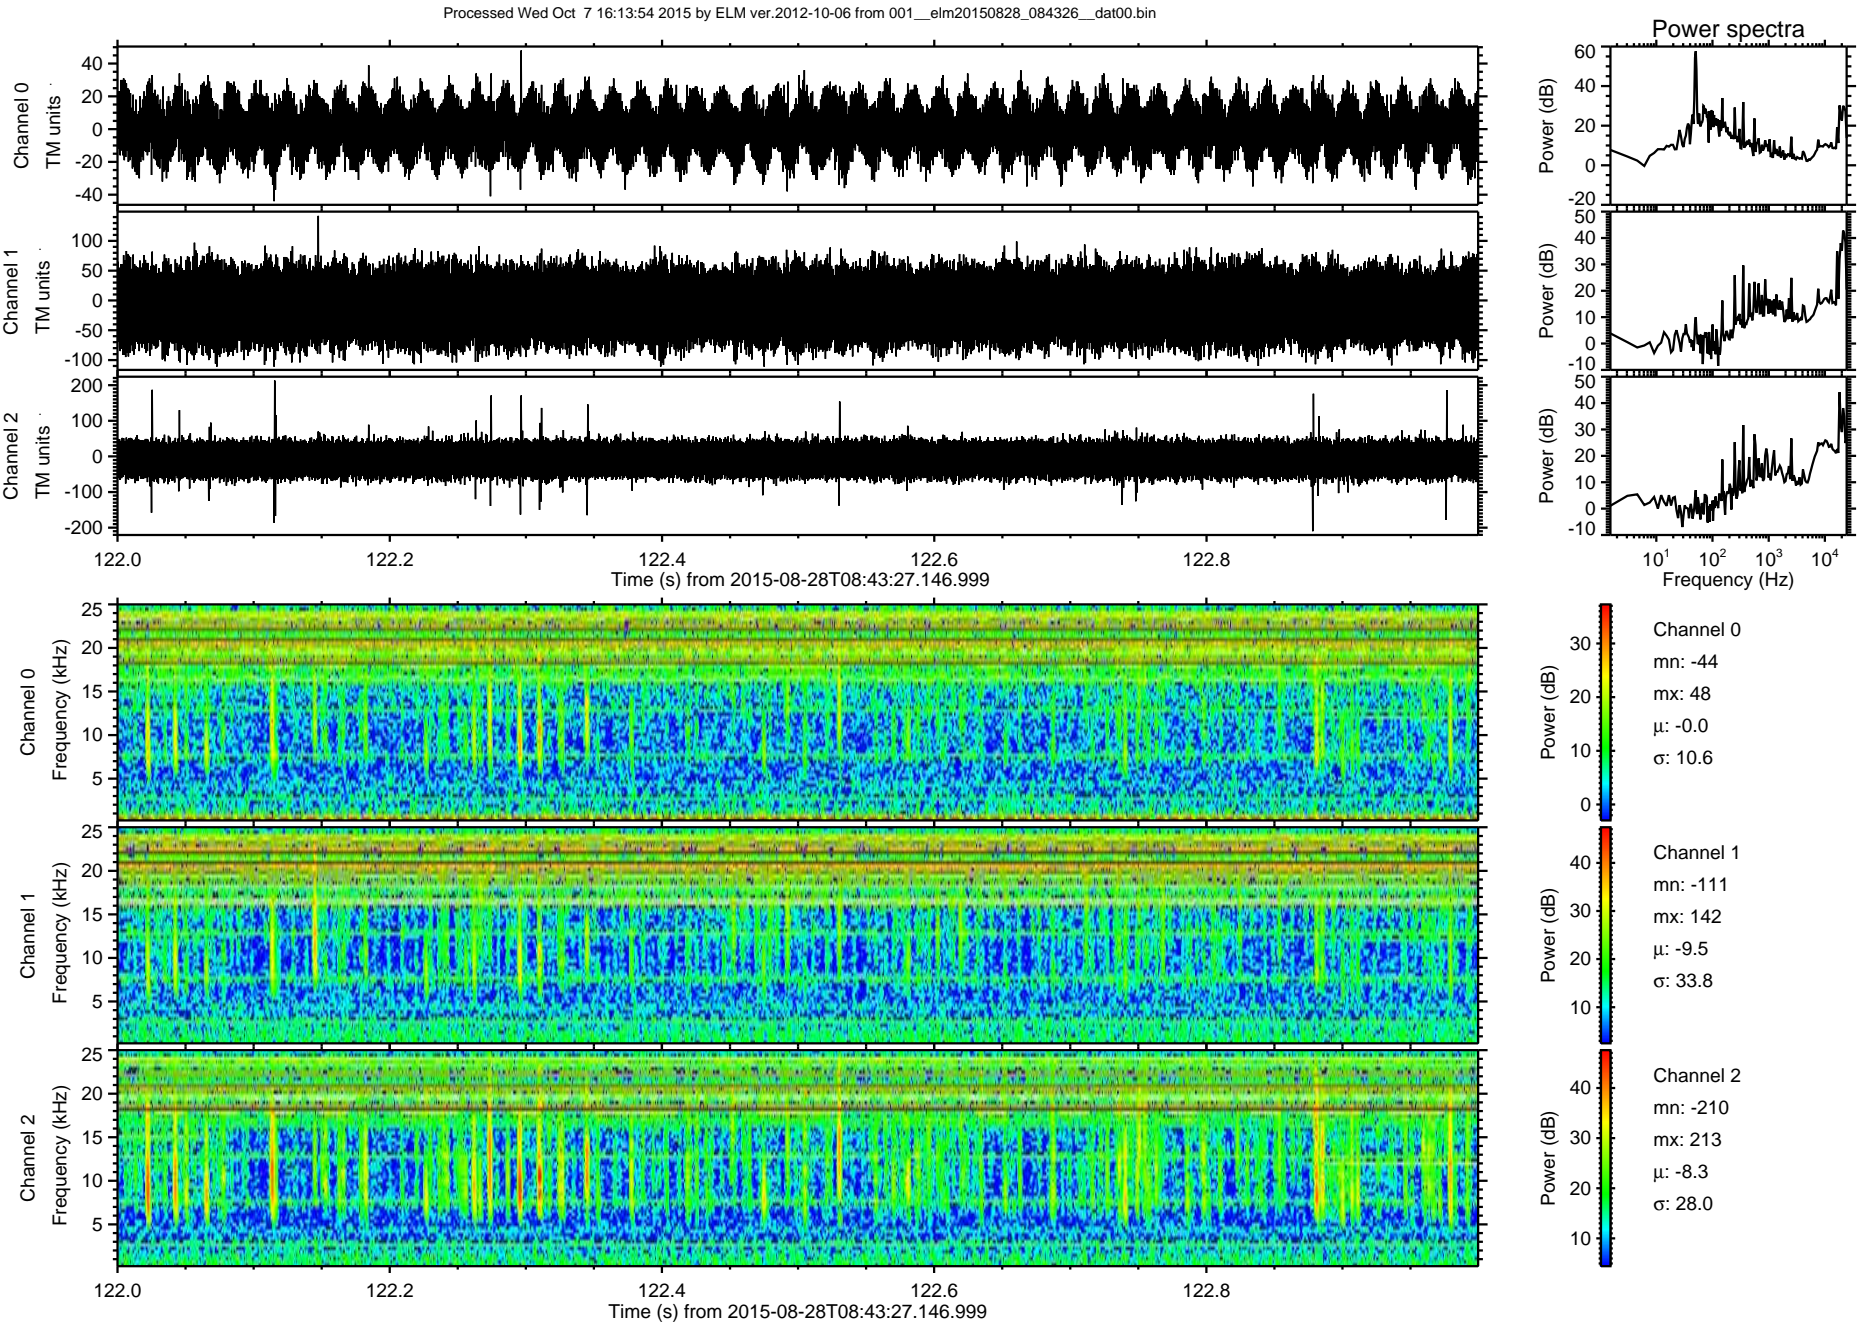 Processed Wed Oct  7 16:13:54 2015 by ELM ver.2012-10-06 from 001__elm20150828_084326__dat00.bin
Power spectra
Channel 0
TM units
40
20
0
-20
-40
Power (dB)
60
40
20
0
-20
Channel 1
TM units
100
50
0
-50
-100
Power (dB)
50
40
30
20
10
0
-10
Channel 2
TM units
200
100
0
-100
-200
Power (dB)
50
40
30
20
10
0
-10
122.0 122.2 122.4 122.6 122.8
Time (s) from 2015-08-28T08:43:27.146.999
10^1 10^2 10^3 10^4
Frequency (Hz)
Channel 0
Frequency (kHz)
25
20
15
10
5
Power (dB)
30
20
10
0
Channel 0
mn: -44
mx: 48
μ: -0.0
σ: 10.6
Channel 1
Frequency (kHz)
25
20
15
10
5
Power (dB)
40
30
20
10
Channel 1
mn: -111
mx: 142
μ: -9.5
σ: 33.8
Channel 2
Frequency (kHz)
25
20
15
10
5
Power (dB)
40
30
20
10
Channel 2
mn: -210
mx: 213
μ: -8.3
σ: 28.0
122.0 122.2 122.4 122.6 122.8
Time (s) from 2015-08-28T08:43:27.146.999